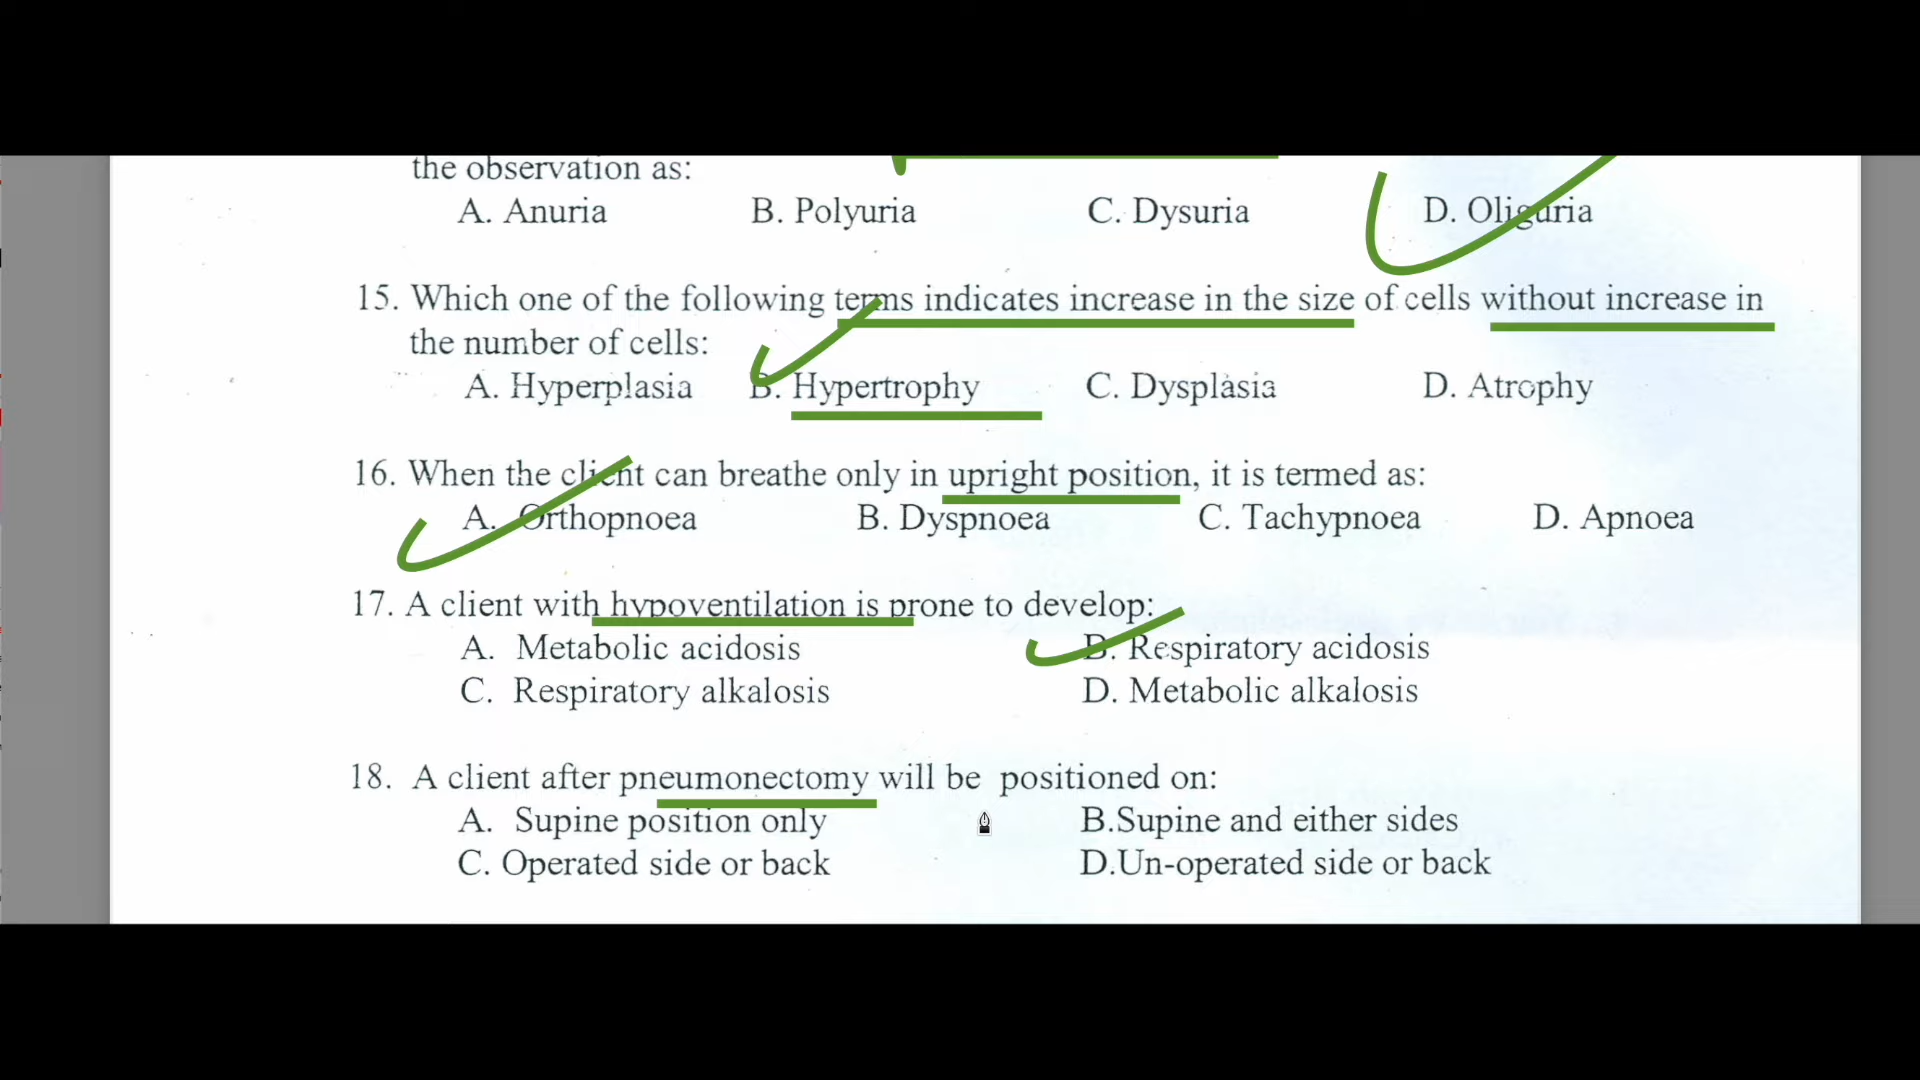 the observation as:
A. Anuria B. Polyuria C. Dysuria D. Oliguria
15. Which one of the following terms indicates increase in the size of cells without increase in
the number of cells:
A. Hyperplasia B. Hypertrophy C. Dysplasia D. Atrophy
16. When the client can breathe only in upright position, it is termed as:
A. Orthopnoea B. Dyspnoea C. Tachypnoea D. Apnoea
17. A client with hypoventilation is prone to develop:
A. Metabolic acidosis B. Respiratory acidosis
C. Respiratory alkalosis D. Metabolic alkalosis
18. A client after pneumonectomy will be positioned on:
A. Supine position only B.Supine and either sides
C. Operated side or back D.Un-operated side or back